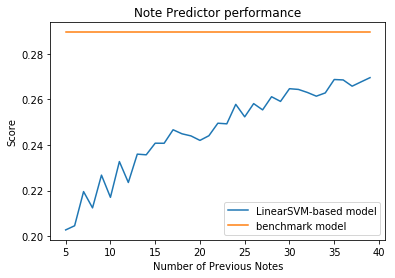 Note Predictor performance
Score
0.28
0.26
0.24
0.22
0.20
5
10
15
20
25
30
35
40
Number of Previous Notes
LinearSVM-based model
benchmark model